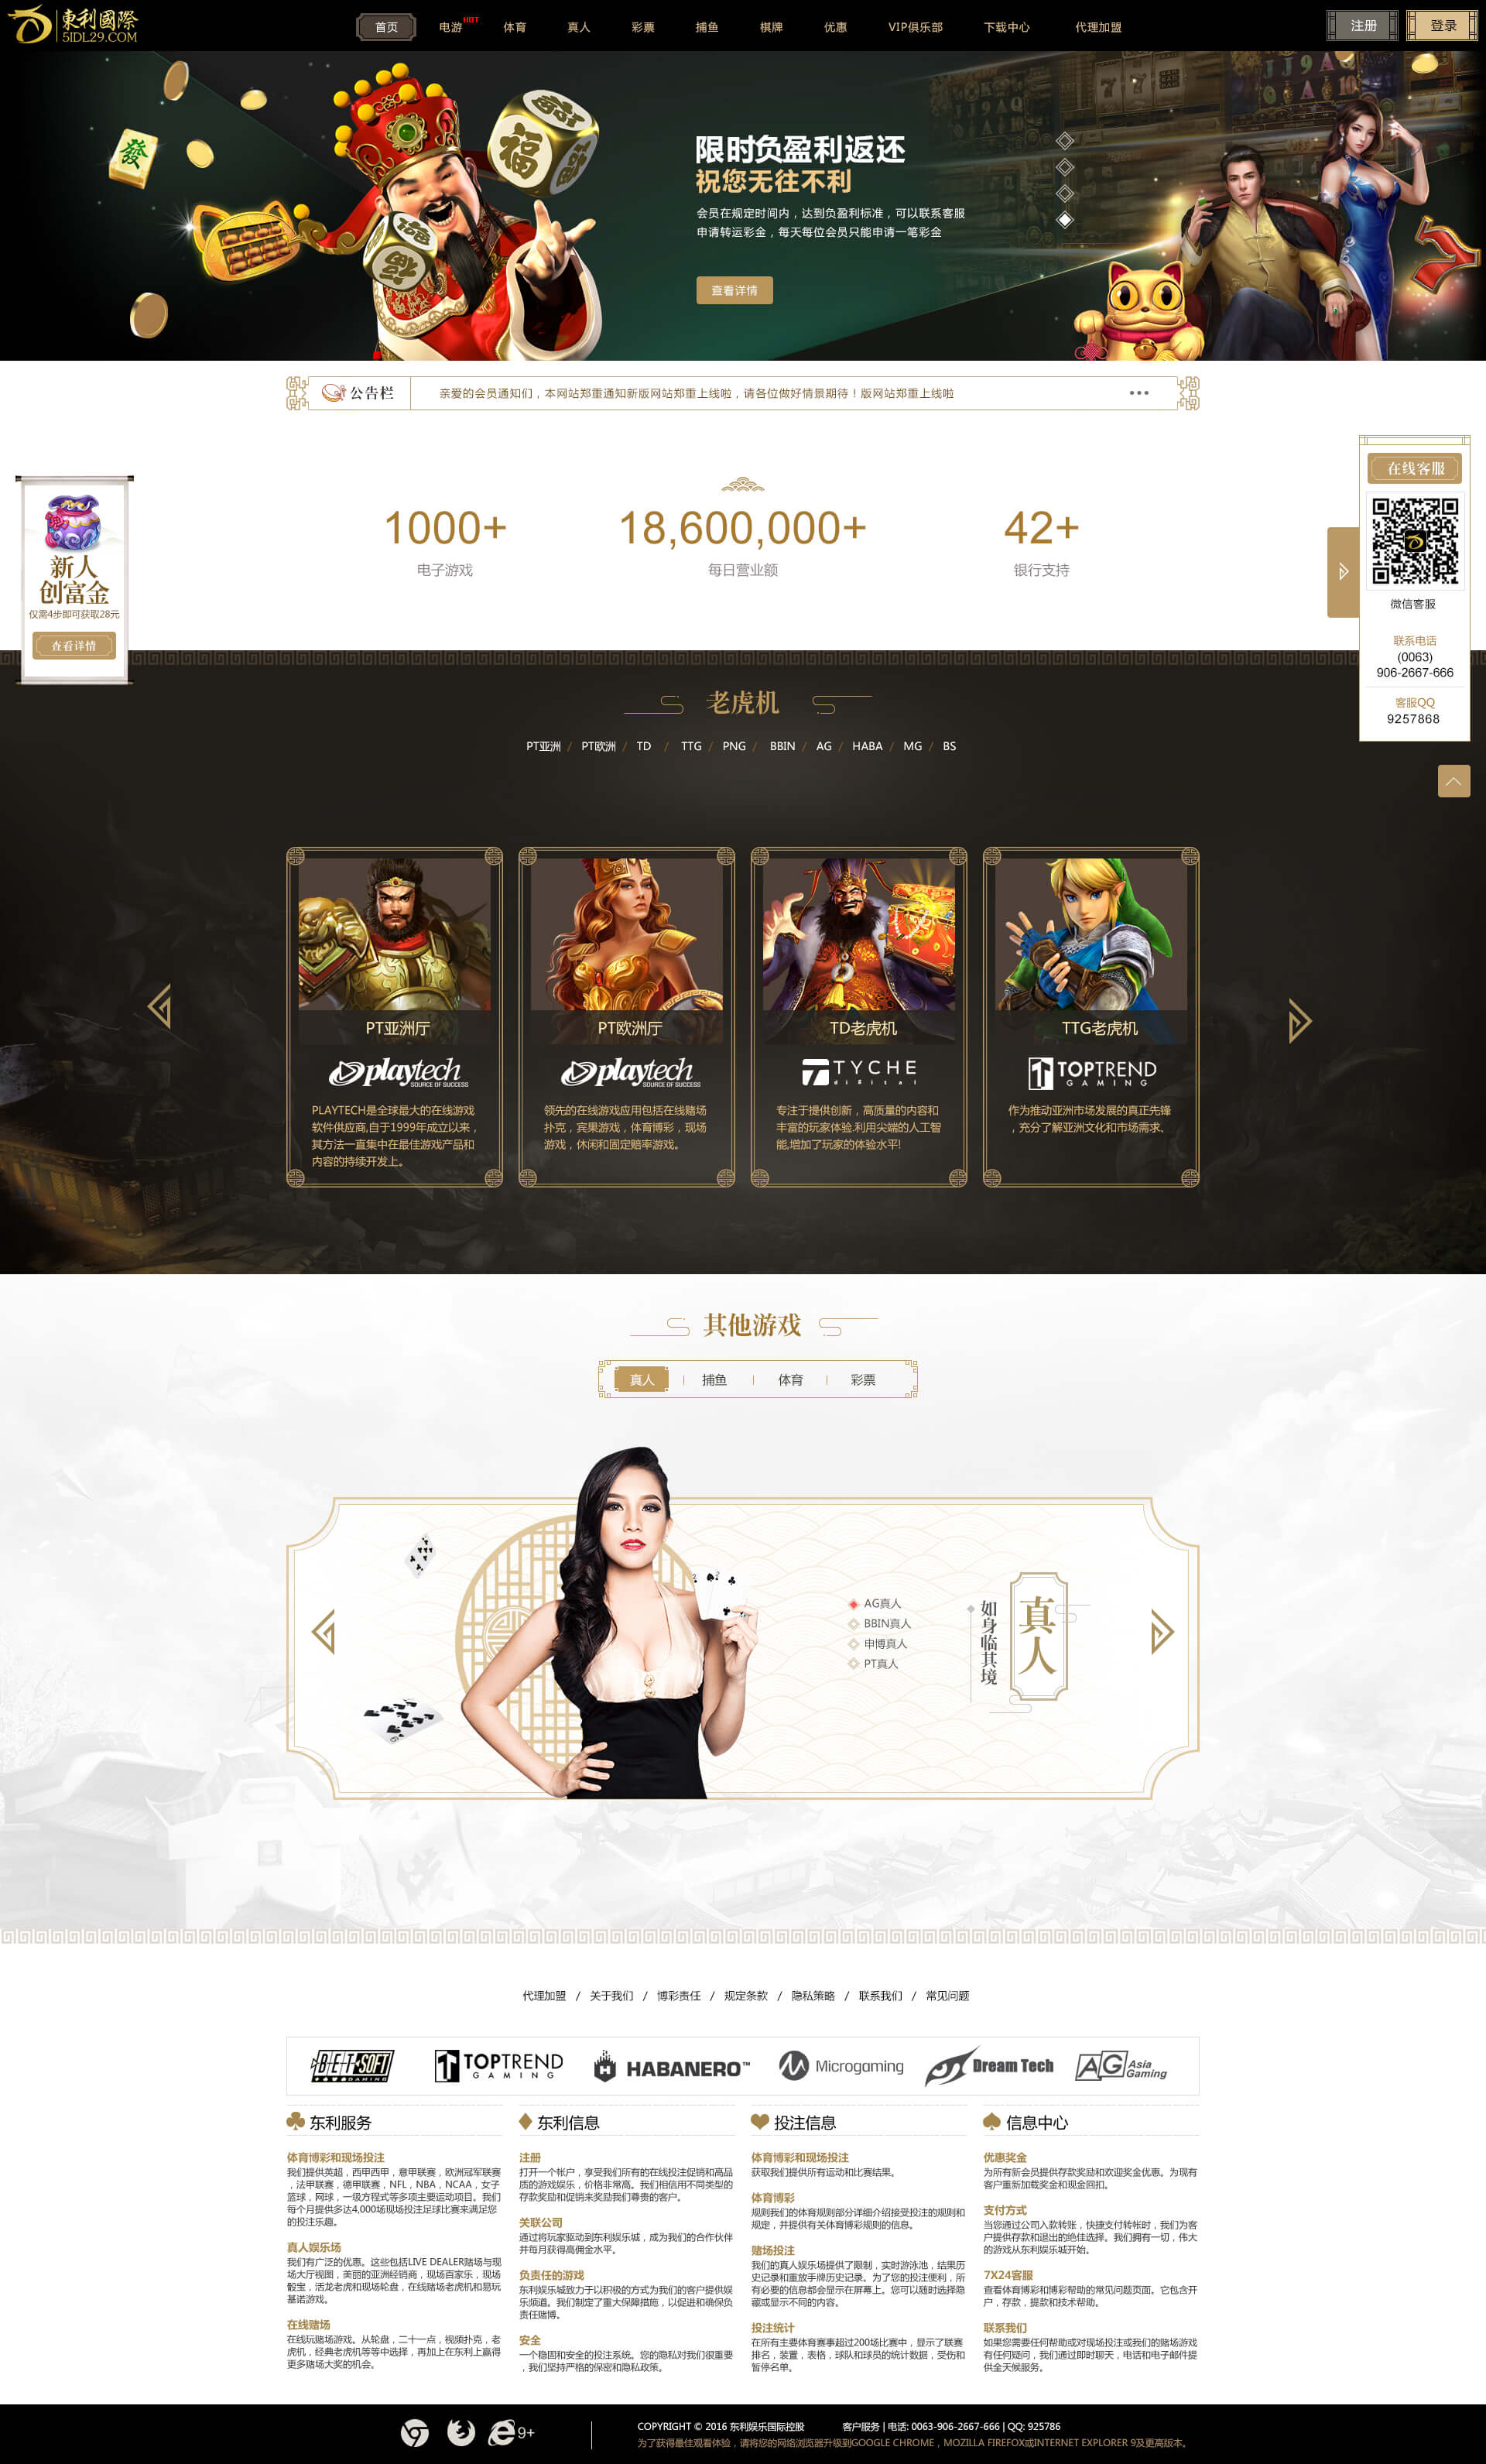 東利國際
5IDL29.COM
首页 电游 HOT 体育 真人 彩票 捕鱼 棋牌 优惠 VIP俱乐部 下载中心 代理加盟
注册 登录
發
福
限时负盈利返还
祝您无往不利
会员在规定时间内，达到负盈利标准，可以联系客服
申请转运彩金，每天每位会员只能申请一笔彩金
查看详情
公告栏 亲爱的会员通知们，本网站郑重通知新版网站郑重上线啦，请各位做好情景期待！版网站郑重上线啦
新人
创富金
仅需4步即可获取28元
查看详情
1000+ 18,600,000+ 42+
电子游戏 每日营业额 银行支持
在线客服
微信客服
联系电话
(0063)
906-2667-666
客服QQ
9257868
老虎机
PT亚洲 / PT欧洲 / TD / TTG / PNG / BBIN / AG / HABA / MG / BS
PT亚洲厅
playtech
SOURCE OF SUCCESS
PLAYTECH是全球最大的在线游戏
软件供应商,自于1999年成立以来，
其方法一直集中在最佳游戏产品和
内容的持续开发上。
PT欧洲厅
playtech
SOURCE OF SUCCESS
领先的在线游戏应用包括在线赌场
扑克，宾果游戏，体育博彩，现场
游戏，休闲和固定赔率游戏。
TD老虎机
TYCHE
digital
专注于提供创新，高质量的内容和
丰富的玩家体验.利用尖端的人工智
能,增加了玩家的体验水平!
TTG老虎机
TOPTREND
GAMING
作为推动亚洲市场发展的真正先锋
，充分了解亚洲文化和市场需求、
其他游戏
真人 捕鱼 体育 彩票
AG真人
BBIN真人
申博真人
PT真人
如身临其境
真人
代理加盟 / 关于我们 / 博彩责任 / 规定条款 / 隐私策略 / 联系我们 / 常见问题
BETSOFT
GAMING
TOPTREND
GAMING
HABANERO™
Microgaming
Dream Tech
AG Asia
Gaming
东利服务
体育博彩和现场投注
我们提供英超，西甲西甲，意甲联赛，欧洲冠军联赛
，法甲联赛，德甲联赛，NFL，NBA，NCAA，女子
篮球，网球，一级方程式等多项主要运动项目。我们
每个月提供多达4,000场现场投注足球比赛来满足您
的投注乐趣。
真人娱乐场
我们有广泛的优惠。这些包括LIVE DEALER赌场与现
场大厅视图，美丽的亚洲经销商，现场百家乐，现场
骰宝，活龙老虎和现场轮盘，在线赌场老虎机和易玩
基诺游戏。
在线赌场
在线玩赌场游戏。从轮盘，二十一点，视頻扑克，老
虎机，经典老虎机等等中选择，再加上在东利上赢得
更多赌场大奖的机会。
东利信息
注册
打开一个帐户，享受我们所有的在线投注促销和高品
质的游戏娱乐，价格非常高。我们相信用不同类型的
存款奖励和促销来奖励我们尊贵的客户。
关联公司
通过将玩家驱动到东利娱乐城，成为我们的合作伙伴
并每月获得高佣金水平。
负责任的游戏
东利娱乐城致力于以积极的方式为我们的客户提供娱
乐频道。我们制定了重大保障措施，以促进和确保负
责任赌博。
安全
一个稳固和安全的投注系统。您的隐私对我们很重要
，我们坚持严格的保密和隐私政策。
投注信息
体育博彩和现场投注
获取我们提供所有运动和比赛结果。
体育博彩
规则我们的体育规则部分详细介绍接受投注的规则和
规定，并提供有关体育博彩规则的信息。
赌场投注
我们的真人娱乐场提供了限制，实时游泳池，结果历
史记录和重放手牌历史记录。为了您的投注便利，所
有必要的信息都会显示在屏幕上。您可以随时选择隐
藏或显示不同的内容。
投注统计
在所有主要体育赛事超过200场比赛中，显示了联赛
排名，装置，表格，球队和球员的统计数据，受伤和
暂停名单。
信息中心
优惠奖金
为所有新会员提供存款奖励和欢迎奖金优惠。为现有
客户重新加载奖金和现金回扣。
支付方式
当您通过公司入款转账，快捷支付转帐时，我们为客
户提供存款和退出的绝佳选择。我们拥有一切，伟大
的游戏从东利娱乐城开始。
7X24客服
查看体育博彩和博彩帮助的常见问题页面。它包含开
户，存款，提款和技术帮助。
联系我们
如果您需要任何帮助或对现场投注或我们的赌场游戏
有任何疑问，我们通过即时聊天，电话和电子邮件提
供全天候服务。
9+
COPYRIGHT © 2016 东利娱乐国际控股 客户服务 | 电话: 0063-906-2667-666 | QQ: 925786
为了获得最佳观看体验，请将您的网络浏览器升级到GOOGLE CHROME，MOZILLA FIREFOX或INTERNET EXPLORER 9及更高版本。